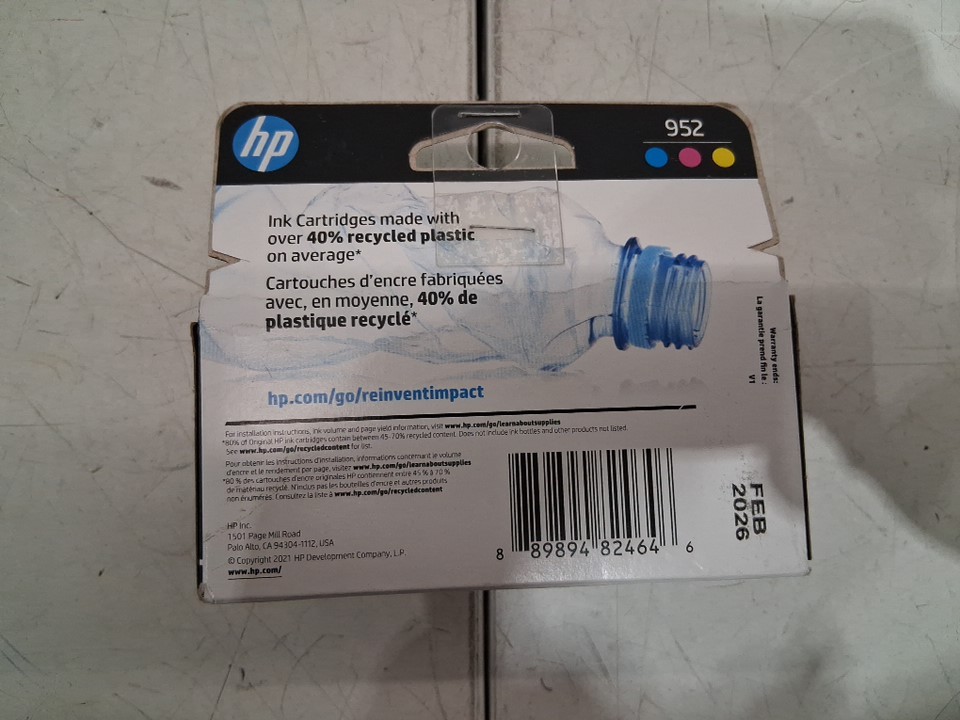 hp
952
Ink Cartridges made with
over 40% recycled plastic
on average*
Cartouches d'encre fabriquées
avec, en moyenne, 40% de
plastique recyclé*
hp.com/go/reinventimpact
Warranty ends:
La garantie prend fin le :
V1
For installation instructions, ink volume and page yield information, visit www.hp.com/go/learnaboutsupplies
*80% of Original HP ink cartridges contain between 45-70% recycled content. Does not include ink bottles and other products not listed.
See www.hp.com/go/recycledcontent for list.
Pour obtenir les instructions d'installation, informations concernant le volume
d'encre et le rendement par page, visitez www.hp.com/go/learnaboutsupplies
*80 % des cartouches d'encre originales HP contiennent entre 45 % à 70 %
de matériau recyclé. N'inclus pas les bouteilles d'encre et autres produits
non énumérés. Consultez la liste à www.hp.com/go/recycledcontent
HP Inc.
1501 Page Mill Road
Palo Alto, CA 94304-1112, USA
© Copyright 2021 HP Development Company, L.P.
www.hp.com/
8 89894 82464 6
FEB
2026